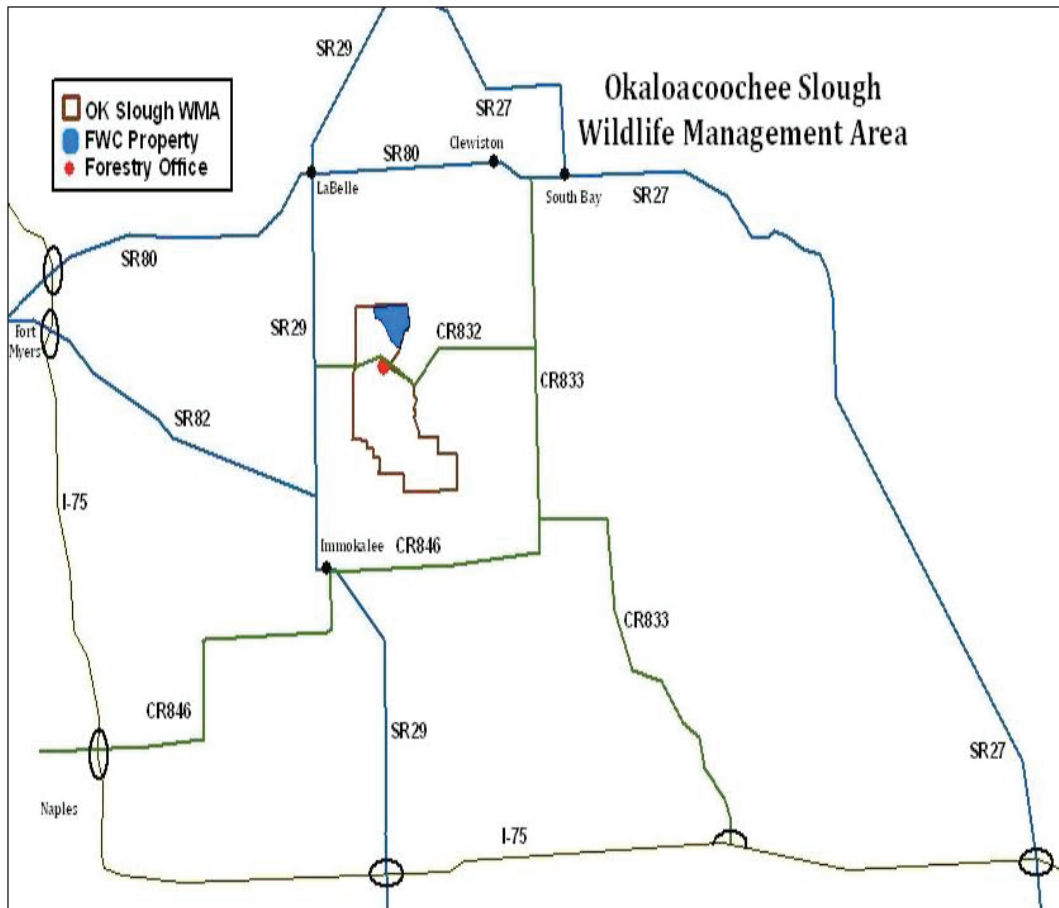 SR29
SR27
Okaloacoochee Slough
Wildlife Management Area
OK Slough WMA
FWC Property
Forestry Office
Clewiston
SR80
LaBelle
South Bay
SR27
SR80
SR29
CR832
Fort
Myers
CR833
SR82
I-75
Immokalee
CR846
CR833
CR846
SR29
SR27
Naples
I-75